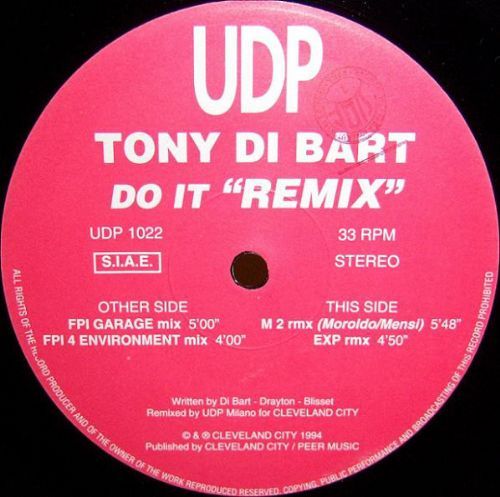 UDP
TONY DI BART
DO IT “REMIX”
UDP 1022
33 RPM
S.I.A.E.
STEREO
OTHER SIDE
FPI GARAGE mix 5'00"
FPI 4 ENVIRONMENT mix 4'00"
THIS SIDE
M 2 rmx (Moroldo/Mensi) 5'48"
EXP rmx 4'50"
Written by Di Bart - Drayton - Blisset
Remixed by UDP Milano for CLEVELAND CITY
© & ℗ CLEVELAND CITY 1994
Published by CLEVELAND CITY / PEER MUSIC
ALL RIGHTS OF THE RECORD PRODUCER AND OF THE OWNER OF THE WORK REPRODUCED RESERVED. COPYING, PUBLIC PERFORMANCE AND BROADCASTING OF THIS RECORD PROHIBITED